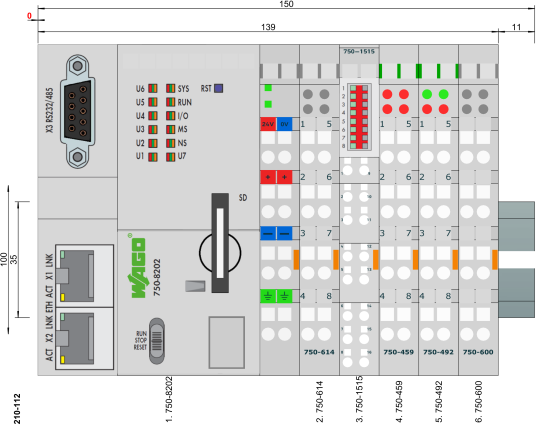 150
0
139
11
750-1515
X3 RS232/485
U6 SYS RST
U5 RUN
U4 I/O
U3 MS
U2 NS
U1 U7
24V 0V
1 5
1 5
1 5
1
2
3
4
5
6
7
8
+ +
2 6
2 6
2 6
SD
— —
3 7
3 7
3 7
100
35
WAGO
750-8202
ACT X1 LNK
ETH
ACT X2 LNK
4 8
4 8
4 8
RUN
STOP
RESET
750-614
750-459
750-492
750-600
210-112
1. 750-8202
2. 750-614
3. 750-1515
4. 750-459
5. 750-492
6. 750-600